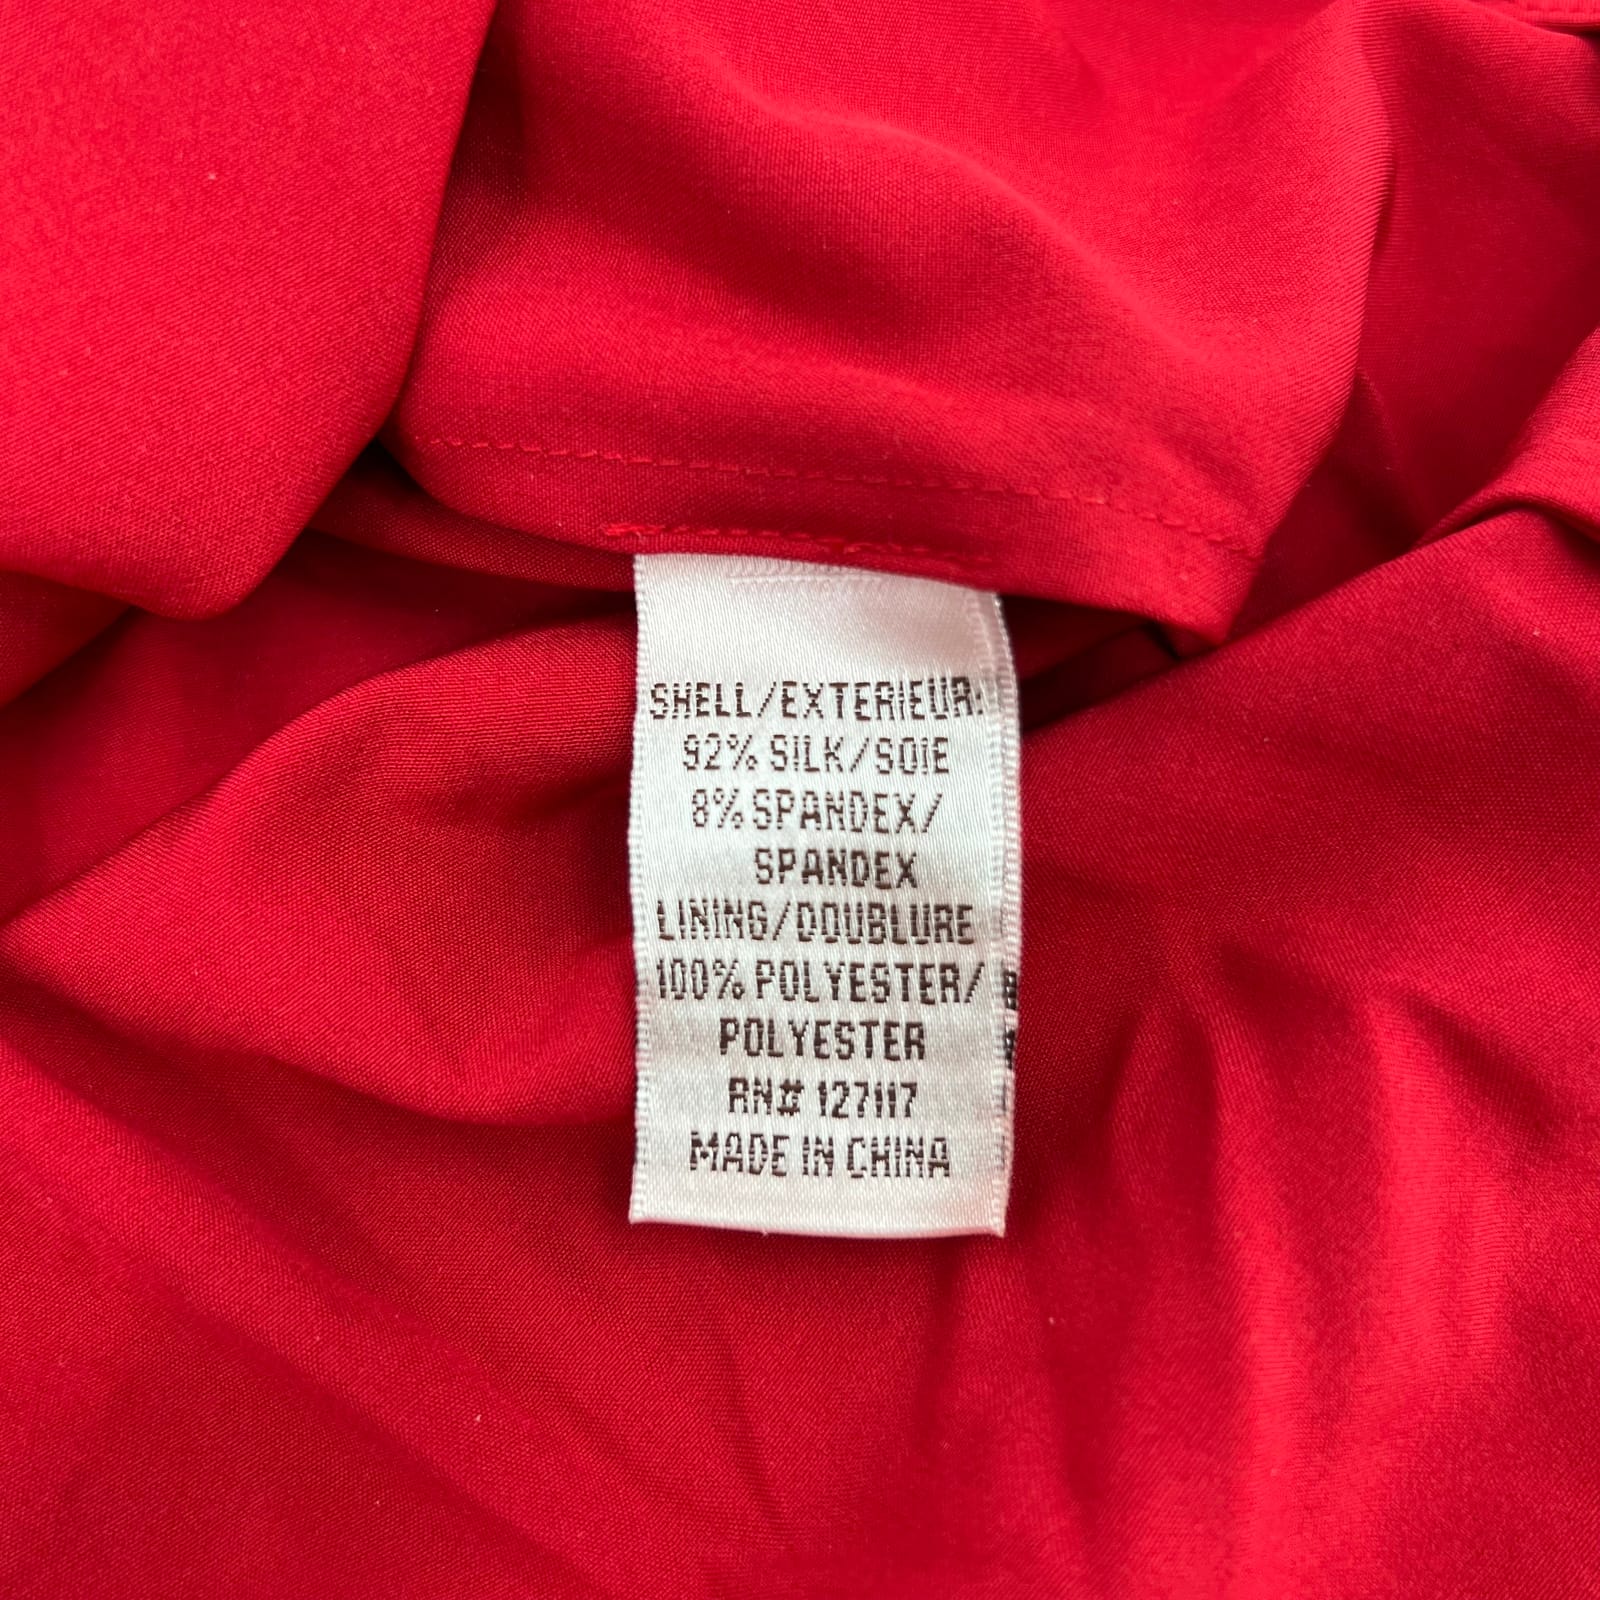 SHELL/EXTERIEUR:
92% SILK/SOIE
8% SPANDEX/
SPANDEX
LINING/DOUBLURE
100% POLYESTER/
POLYESTER
RN# 127117
MADE IN CHINA